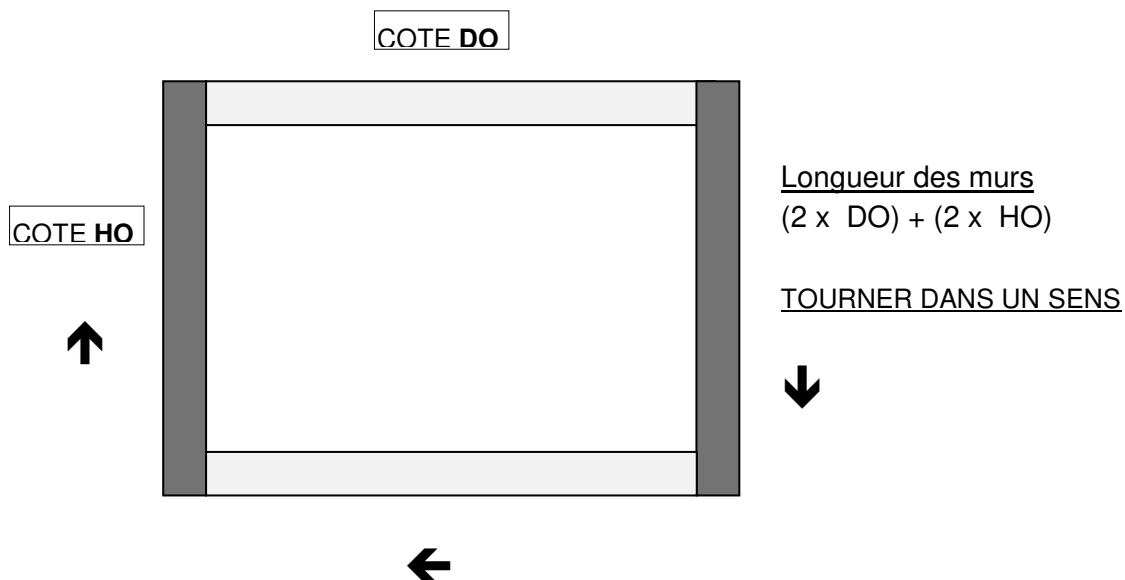 COTE DO
Longueur des murs
(2 x DO) + (2 x HO)
COTE HO
TOURNER DANS UN SENS